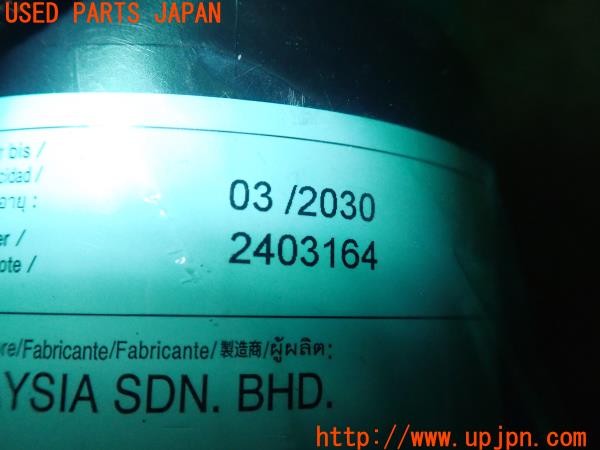 USED PARTS JAPAN
r bis /
cidad /
อายุ :
03 /2030
er /
2403164
ote /
re/Fabricante/Fabricante/製造商/ผู้ผลิต:
YSIA SDN. BHD.
http://www.upjpn.com/